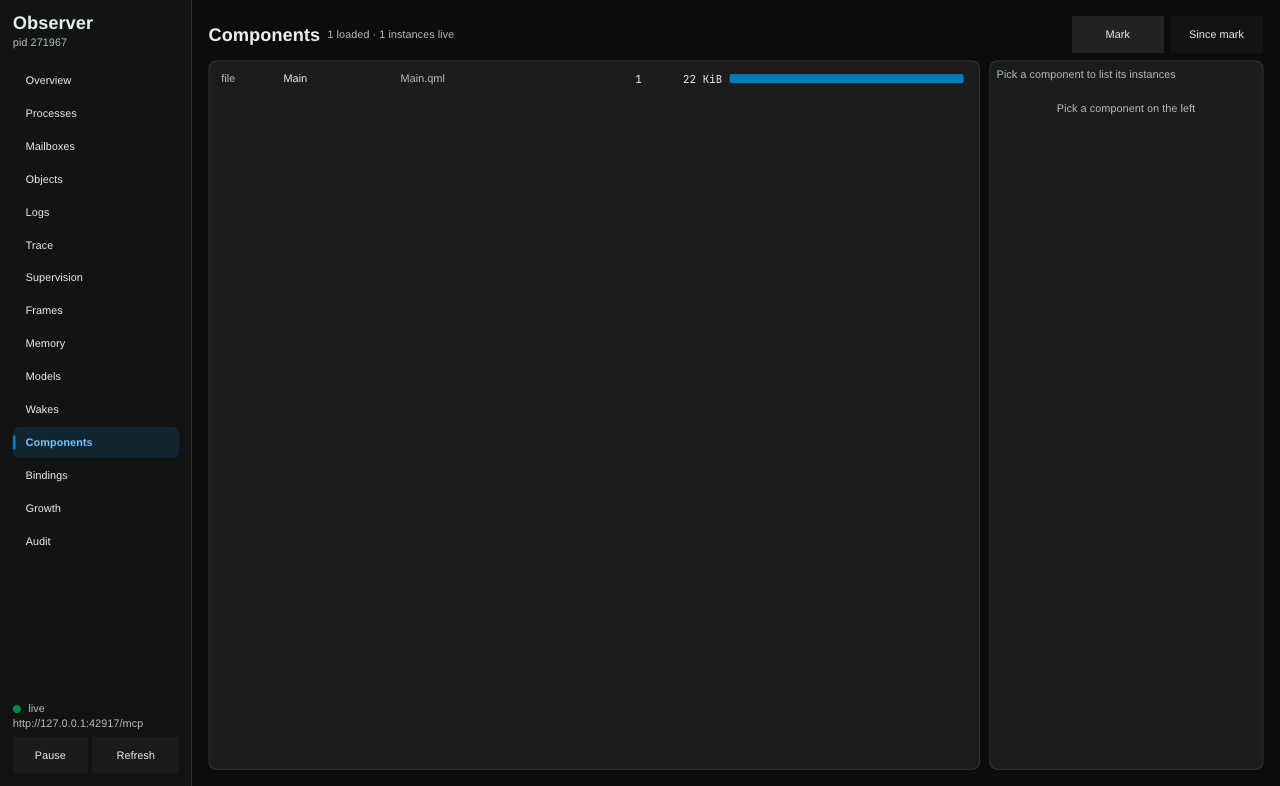 Observer
pid 271967
Overview
Processes
Mailboxes
Objects
Logs
Trace
Supervision
Frames
Memory
Models
Wakes
Components
Bindings
Growth
Audit
live
http://127.0.0.1:42917/mcp
Pause Refresh
Components 1 loaded · 1 instances live
Mark Since mark
file Main Main.qml 1 22 KiB
Pick a component to list its instances
Pick a component on the left